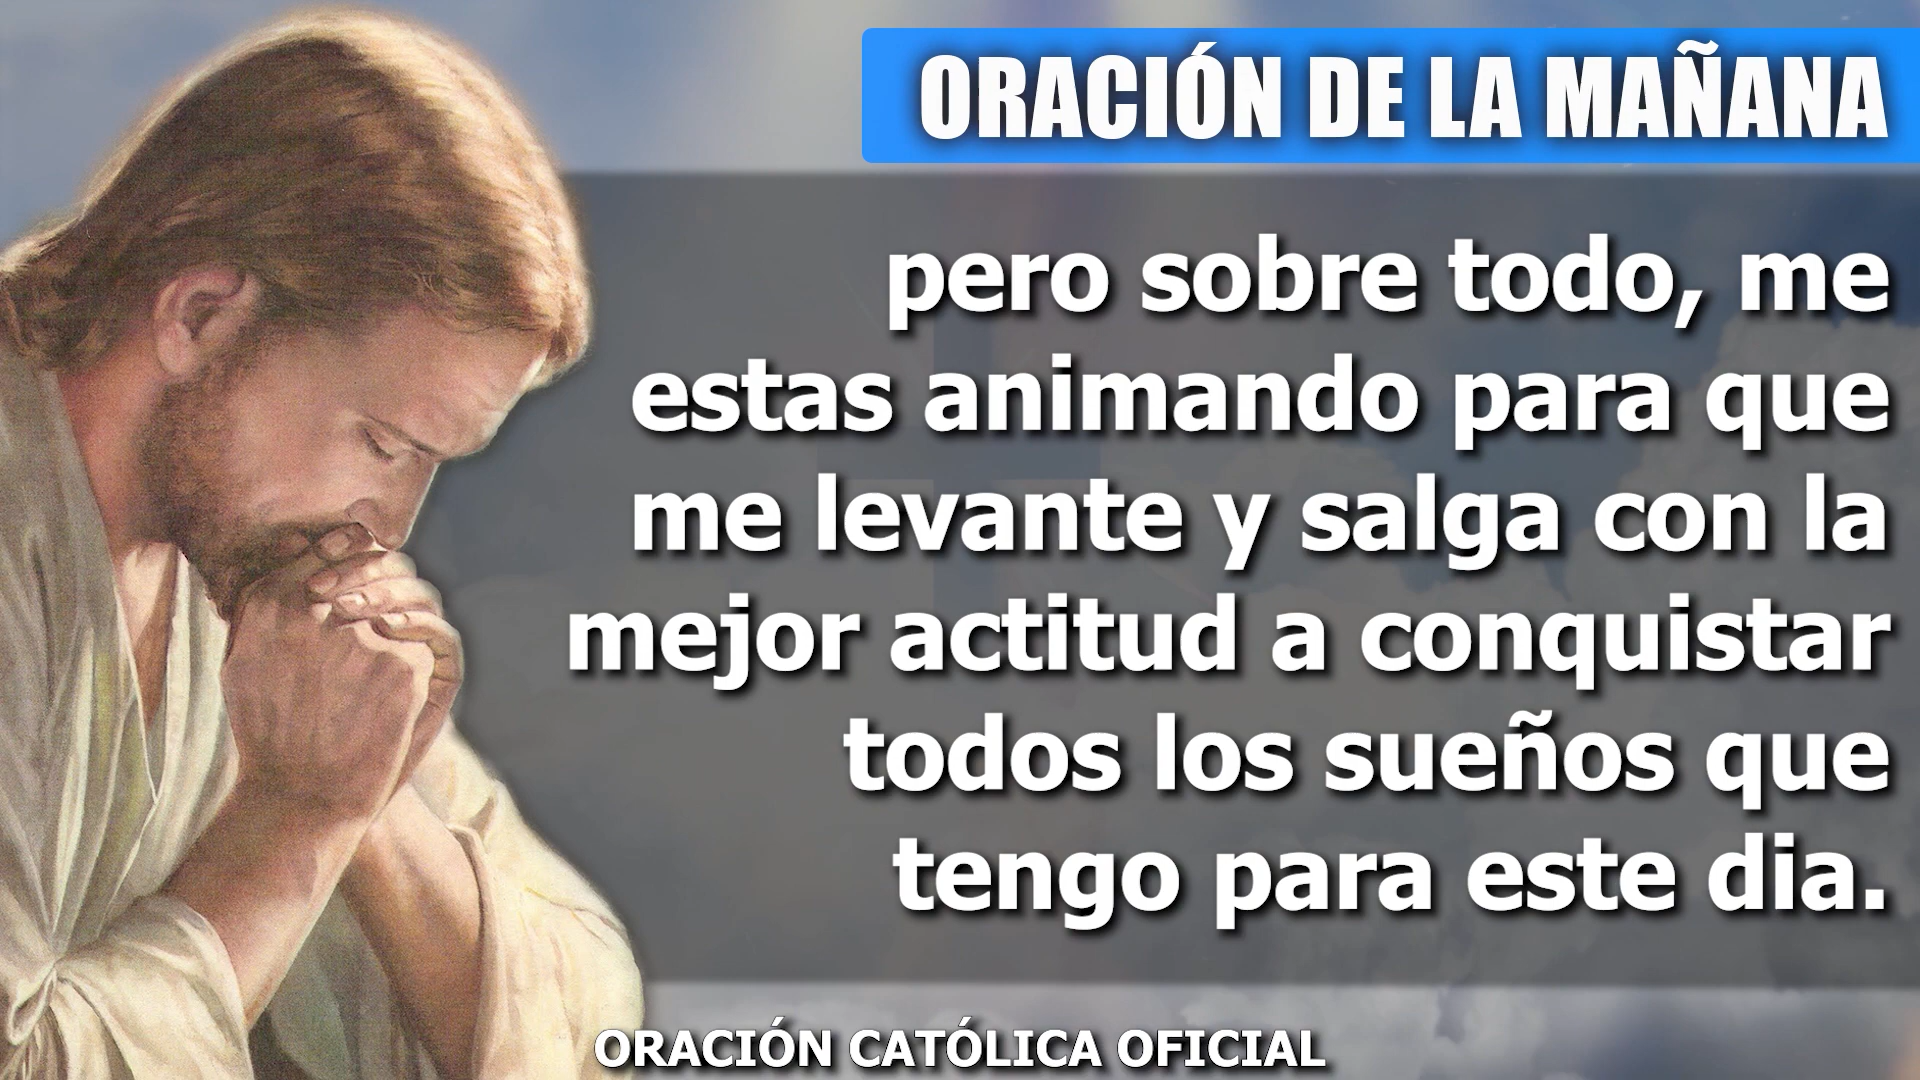 ORACIÓN DE LA MAÑANA
pero sobre todo, me
estas animando para que
me levante y salga con la
mejor actitud a conquistar
todos los sueños que
tengo para este dia.
ORACIÓN CATÓLICA OFICIAL